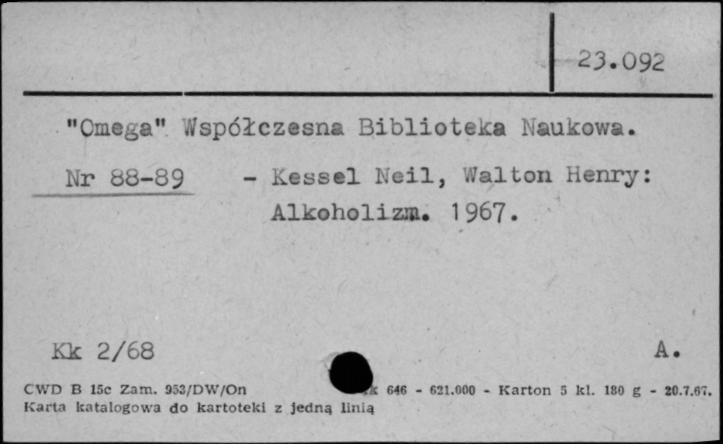 23.092
"Omega" Współczesna Biblioteka Naukowa.
Nr 88-89 - Kessel Neil, Walton Henry:
Alkoholizm. 1967.
Kk 2/68 A.
CWD B 15c Zam. 953/DW/On 646 - 621.000 - Karton 5 kl. 180 g - 20.7.67.
Karta katalogowa do kartoteki z jedną linią